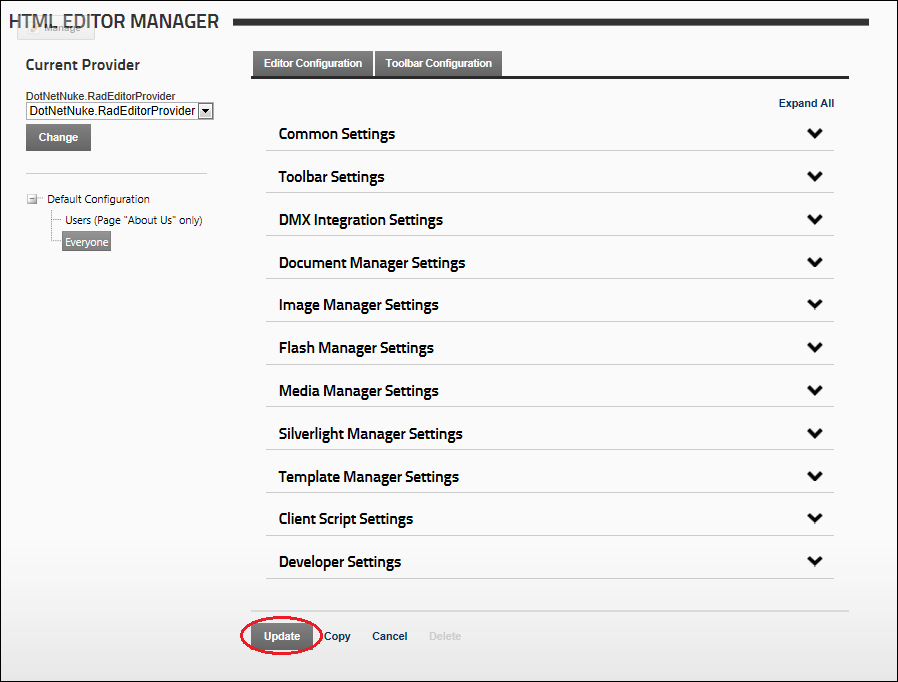 HTML EDITOR MANAGER
Manage
Current Provider
DotNetNuke.RadEditorProvider
DotNetNuke.RadEditorProvider
Change
Default Configuration
Users (Page "About Us" only)
Everyone
Editor Configuration
Toolbar Configuration
Expand All
Common Settings
Toolbar Settings
DMX Integration Settings
Document Manager Settings
Image Manager Settings
Flash Manager Settings
Media Manager Settings
Silverlight Manager Settings
Template Manager Settings
Client Script Settings
Developer Settings
Update Copy Cancel Delete